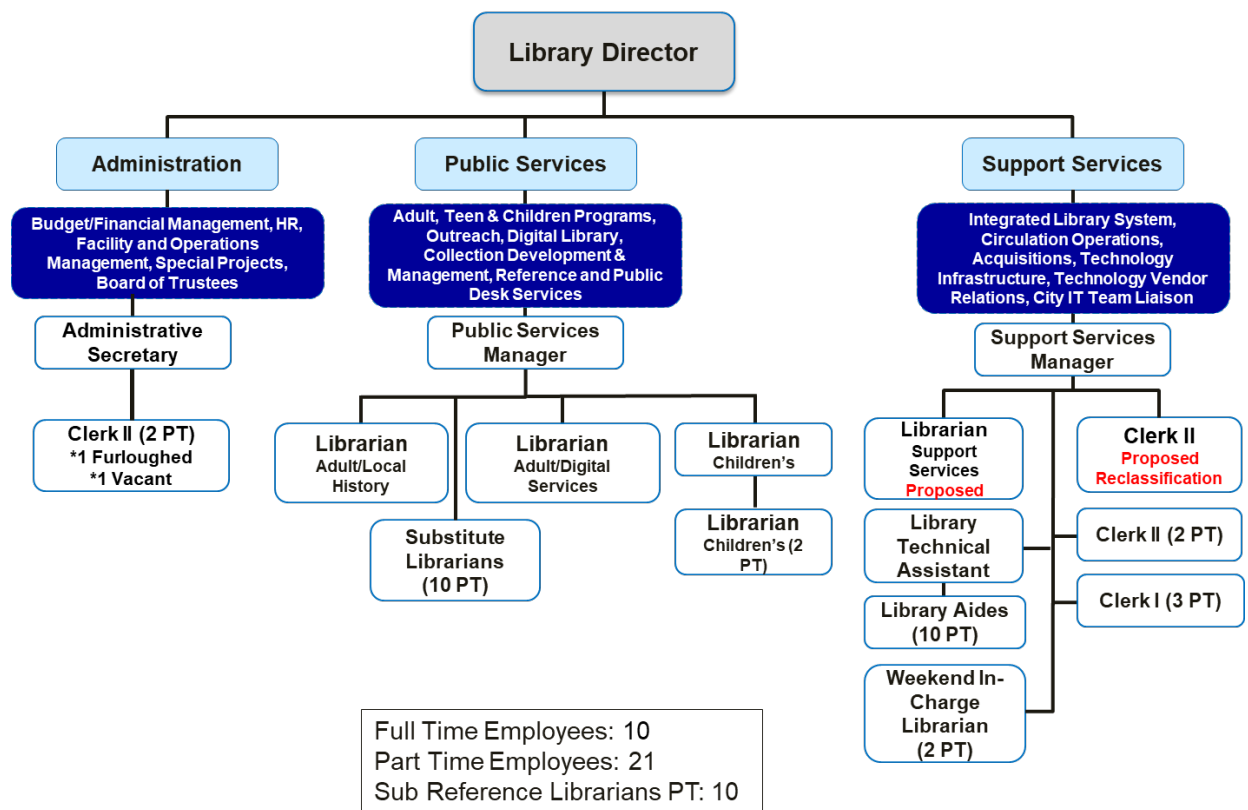 Library Director
Administration
Public Services
Support Services
Budget/Financial Management, HR,
Facility and Operations
Management, Special Projects,
Board of Trustees
Adult, Teen & Children Programs,
Outreach, Digital Library,
Collection Development &
Management, Reference and Public
Desk Services
Integrated Library System,
Circulation Operations,
Acquisitions, Technology
Infrastructure, Technology Vendor
Relations, City IT Team Liaison
Administrative
Secretary
Public Services
Manager
Support Services
Manager
Clerk II (2 PT)
*1 Furloughed
*1 Vacant
Librarian
Adult/Local
History
Librarian
Adult/Digital
Services
Librarian
Children's
Substitute
Librarians
(10 PT)
Librarian
Children’s (2
PT)
Librarian
Support
Services
Proposed
Clerk II
Proposed
Reclassification
Library
Technical
Assistant
Clerk II (2 PT)
Library Aides
(10 PT)
Clerk I (3 PT)
Weekend In-
Charge
Librarian
(2 PT)
Full Time Employees: 10
Part Time Employees: 21
Sub Reference Librarians PT: 10